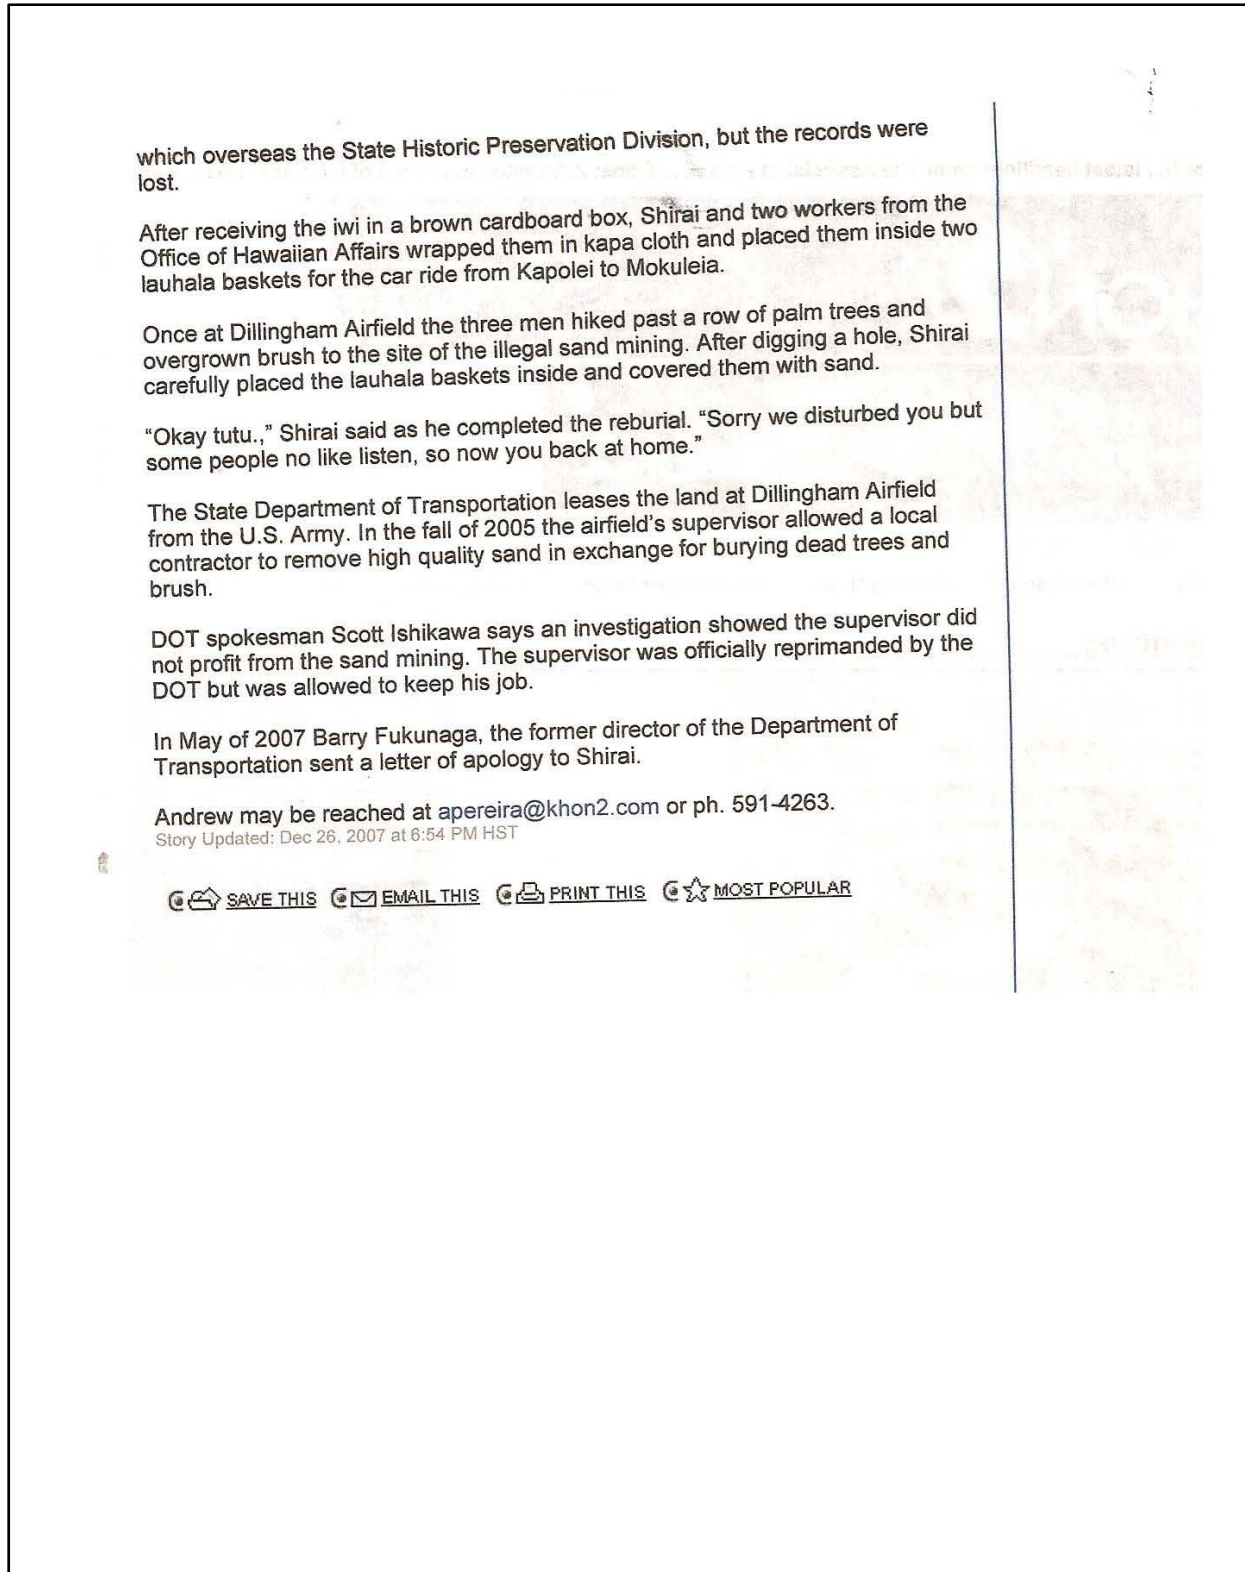 which overseas the State Historic Preservation Division, but the records were
lost.
After receiving the iwi in a brown cardboard box, Shirai and two workers from the
Office of Hawaiian Affairs wrapped them in kapa cloth and placed them inside two
lauhala baskets for the car ride from Kapolei to Mokuleia.
Once at Dillingham Airfield the three men hiked past a row of palm trees and
overgrown brush to the site of the illegal sand mining. After digging a hole, Shirai
carefully placed the lauhala baskets inside and covered them with sand.
“Okay tutu.,” Shirai said as he completed the reburial. “Sorry we disturbed you but
some people no like listen, so now you back at home.”
The State Department of Transportation leases the land at Dillingham Airfield
from the U.S. Army. In the fall of 2005 the airfield’s supervisor allowed a local
contractor to remove high quality sand in exchange for burying dead trees and
brush.
DOT spokesman Scott Ishikawa says an investigation showed the supervisor did
not profit from the sand mining. The supervisor was officially reprimanded by the
DOT but was allowed to keep his job.
In May of 2007 Barry Fukunaga, the former director of the Department of
Transportation sent a letter of apology to Shirai.
Andrew may be reached at apereira@khon2.com or ph. 591-4263.
Story Updated: Dec 26, 2007 at 6:54 PM HST
SAVE THIS EMAIL THIS PRINT THIS MOST POPULAR